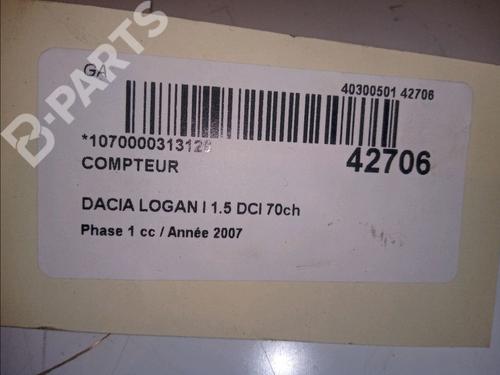 B-PARTS
GA
40300501 42706
*1070000313128
42706
COMPTEUR
DACIA LOGAN I 1.5 DCI 70ch
Phase 1 cc / Année 2007